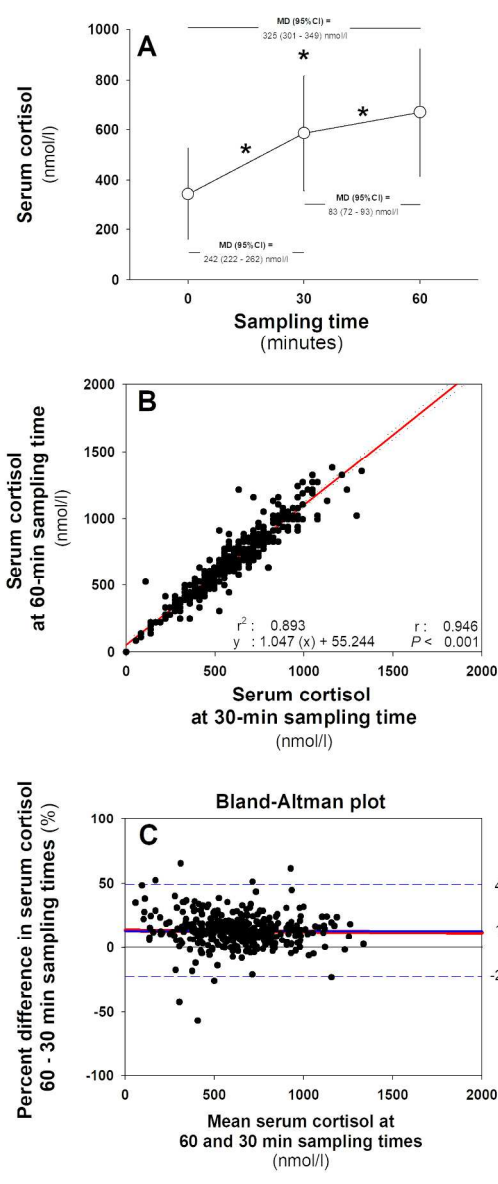 A
MD (95%CI) =
325 (301 - 349) nmol/l
*
*
*
MD (95%CI) =
83 (72 - 93) nmol/l
MD (95%CI) =
242 (222 - 262) nmol/l
1000
800
600
400
200
0
Serum cortisol
(nmol/l)
0 30 60
Sampling time
(minutes)
B
2000
1500
1000
500
0
Serum cortisol
at 60-min sampling time
(nmol/l)
r2 : 0.893 r : 0.946
y : 1.047 (x) + 55.244 P < 0.001
0 500 1000 1500 2000
Serum cortisol
at 30-min sampling time
(nmol/l)
Bland-Altman plot
C
100
50
0
-50
-100
Percent difference in serum cortisol
60 - 30 min sampling times (%)
0 500 1000 1500 2000
Mean serum cortisol at
60 and 30 min sampling times
(nmol/l)